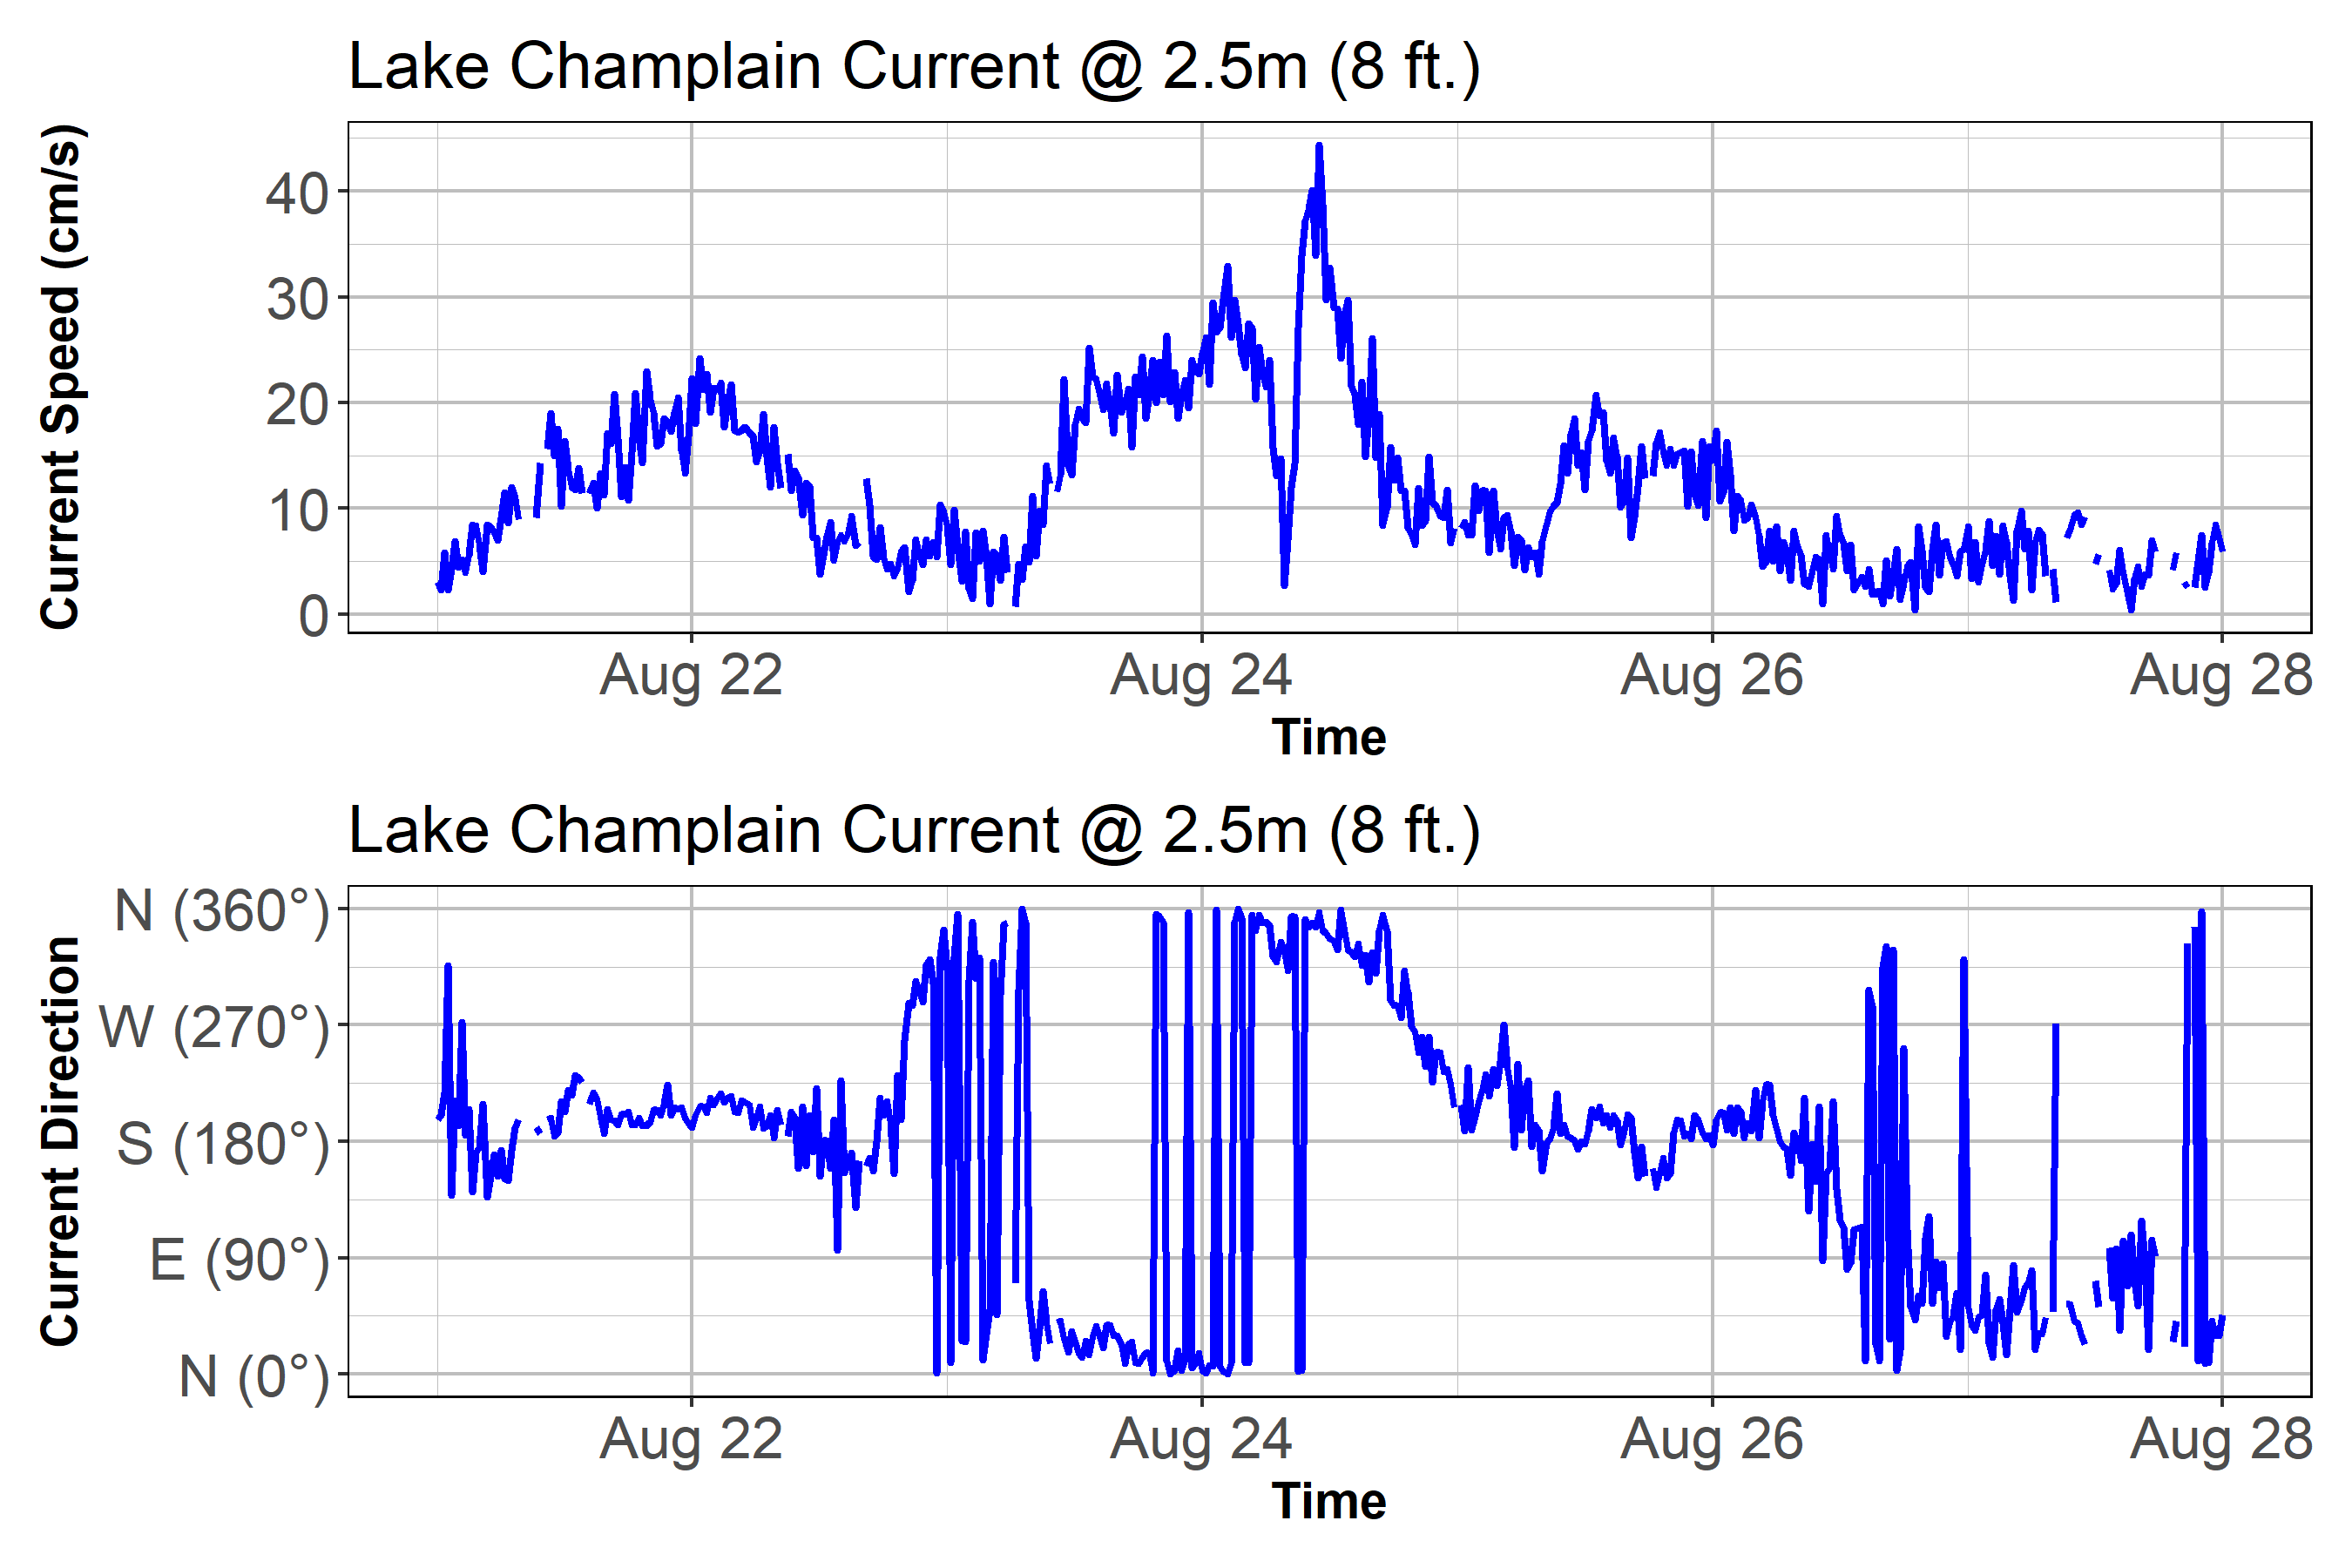 Lake Champlain Current @ 2.5m (8 ft.)
Current Speed (cm/s)
40
30
20
10
0
Aug 22 Aug 24 Aug 26 Aug 28
Time
Lake Champlain Current @ 2.5m (8 ft.)
Current Direction
N (360°)
W (270°)
S (180°)
E (90°)
N (0°)
Aug 22 Aug 24 Aug 26 Aug 28
Time